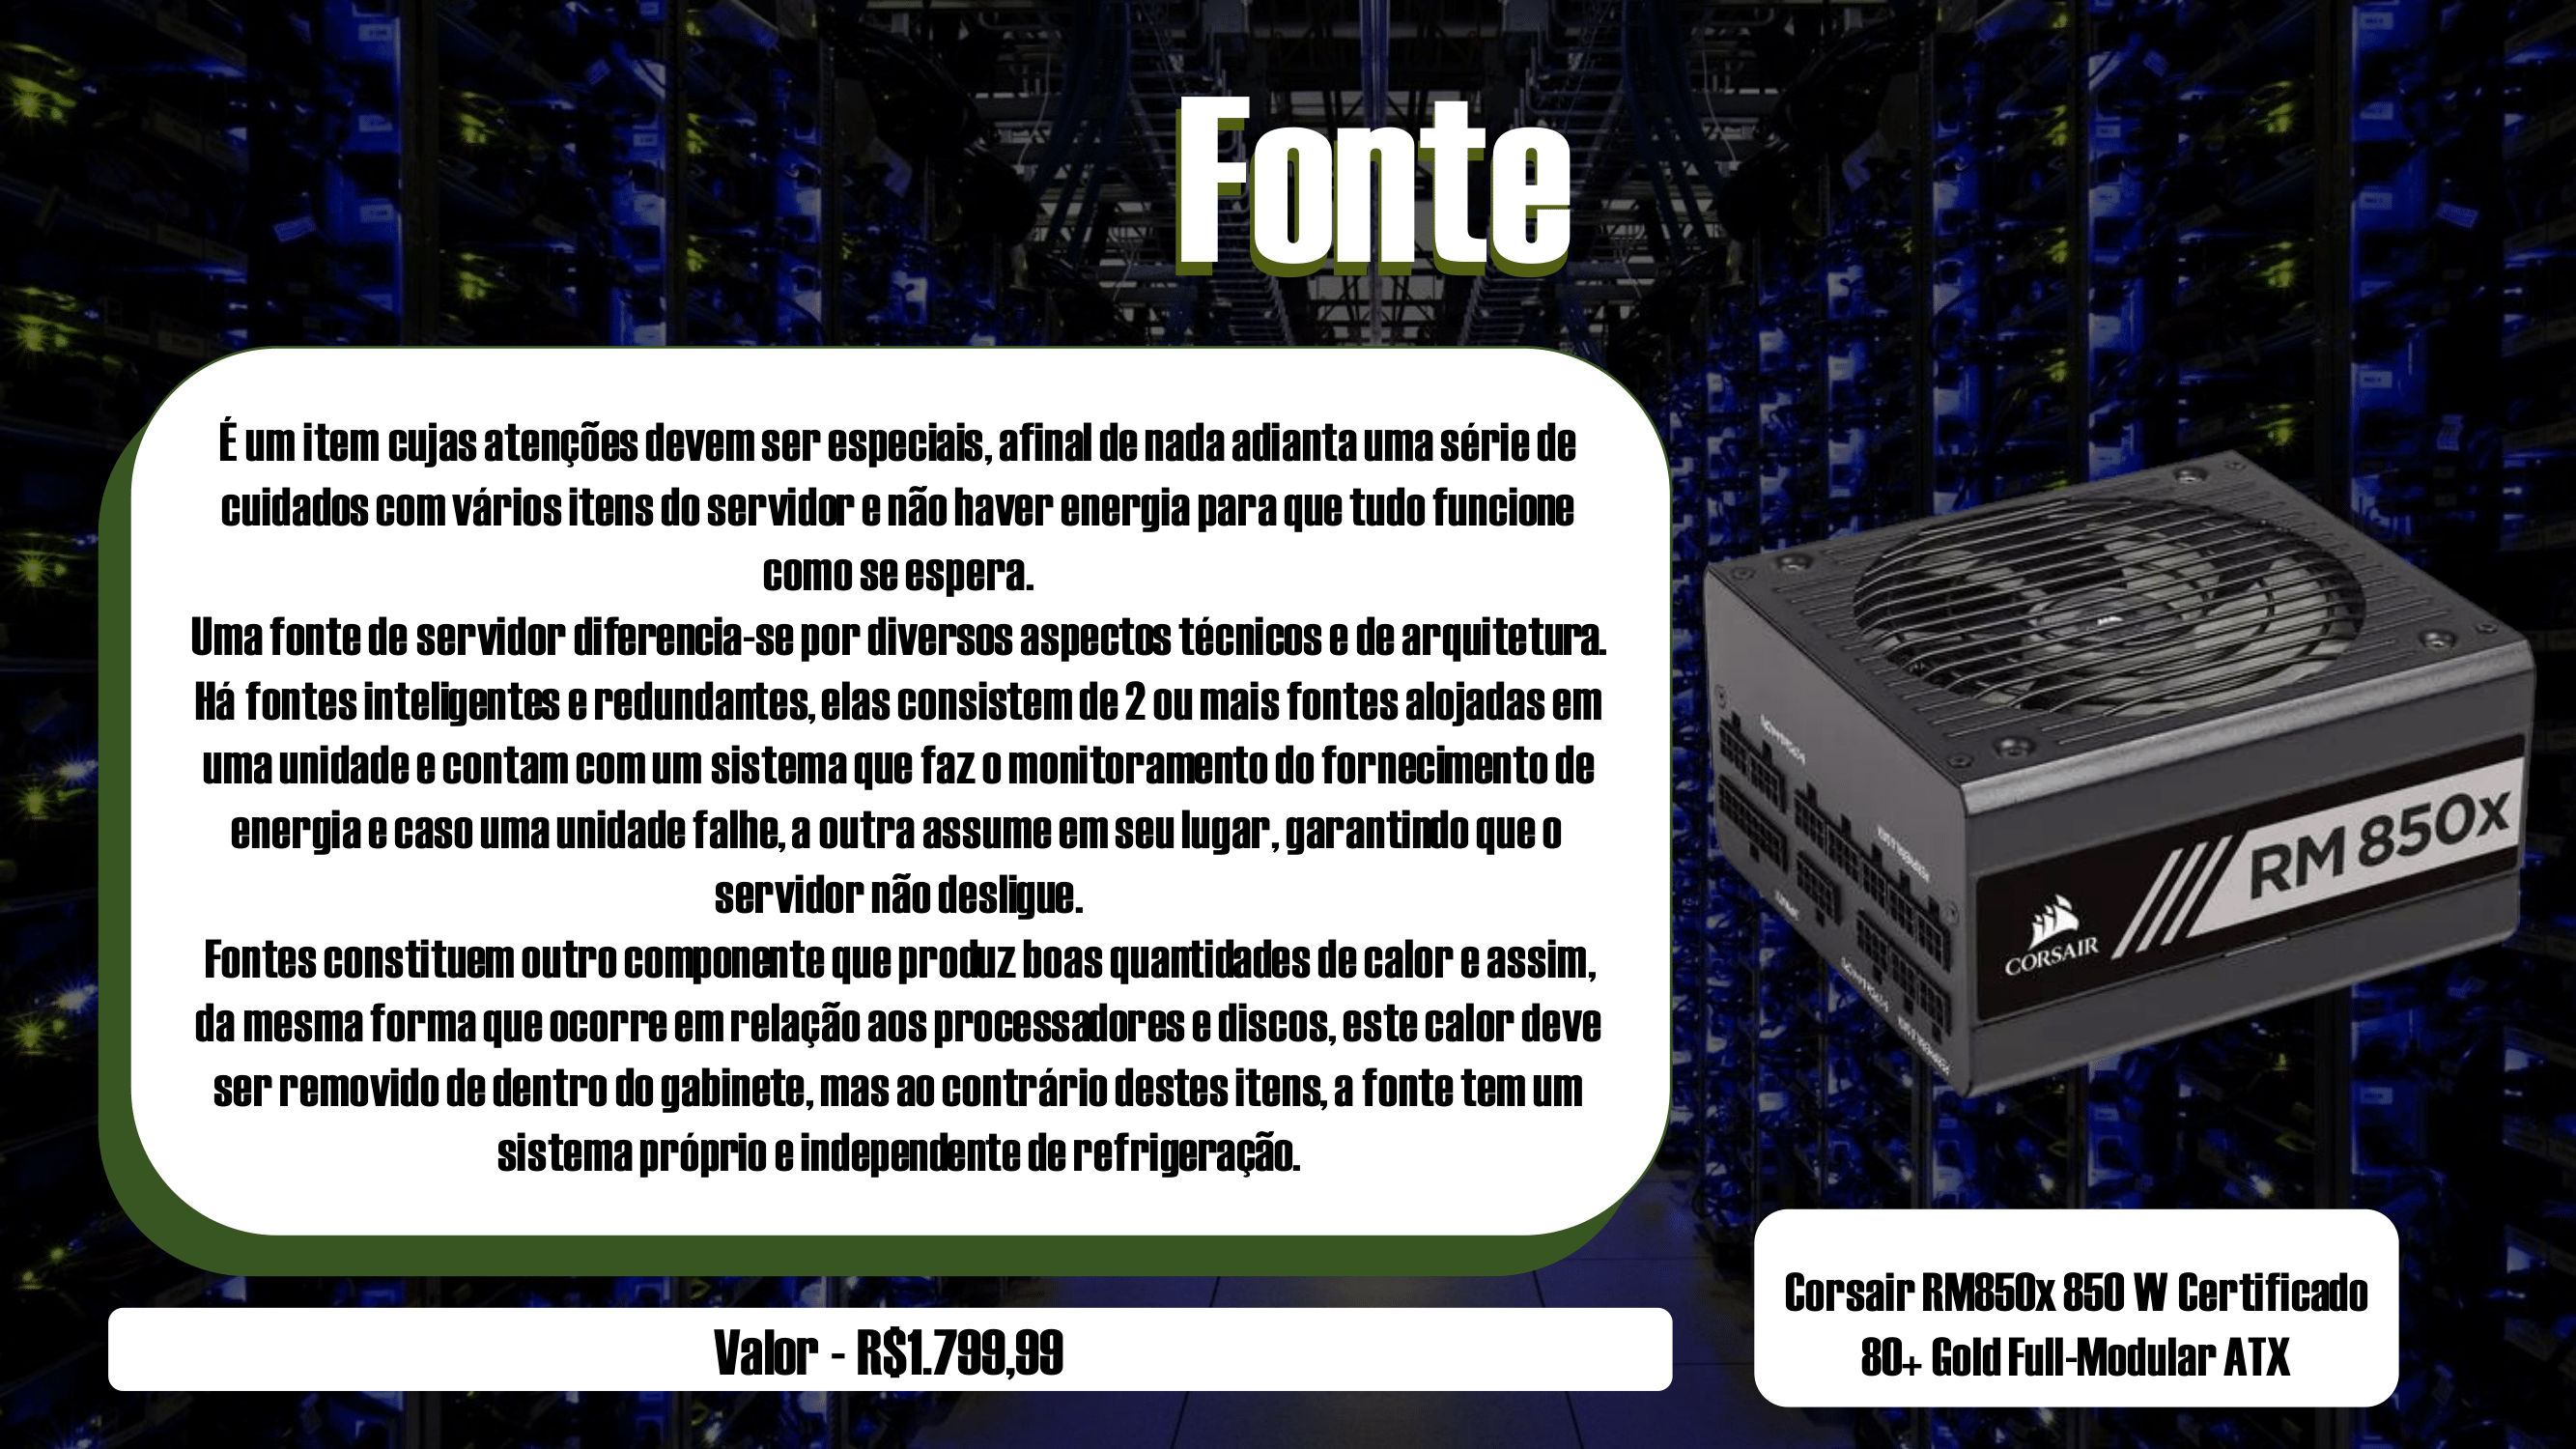 Fonte
É um item cujas atenções devem ser especiais, afinal de nada adianta uma série de
cuidados com vários itens do servidor e não haver energia para que tudo funcione
como se espera.
Uma fonte de servidor diferencia-se por diversos aspectos técnicos e de arquitetura.
Há fontes inteligentes e redundantes, elas consistem de 2 ou mais fontes alojadas em
uma unidade e contam com um sistema que faz o monitoramento do fornecimento de
energia e caso uma unidade falhe, a outra assume em seu lugar, garantindo que o
servidor não desligue.
Fontes constituem outro componente que produz boas quantidades de calor e assim,
da mesma forma que ocorre em relação aos processadores e discos, este calor deve
ser removido de dentro do gabinete, mas ao contrário destes itens, a fonte tem um
sistema próprio e independente de refrigeração.
RM 850x
CORSAIR
Valor - R$1.799,99
Corsair RM850x 850 W Certificado
80+ Gold Full-Modular ATX